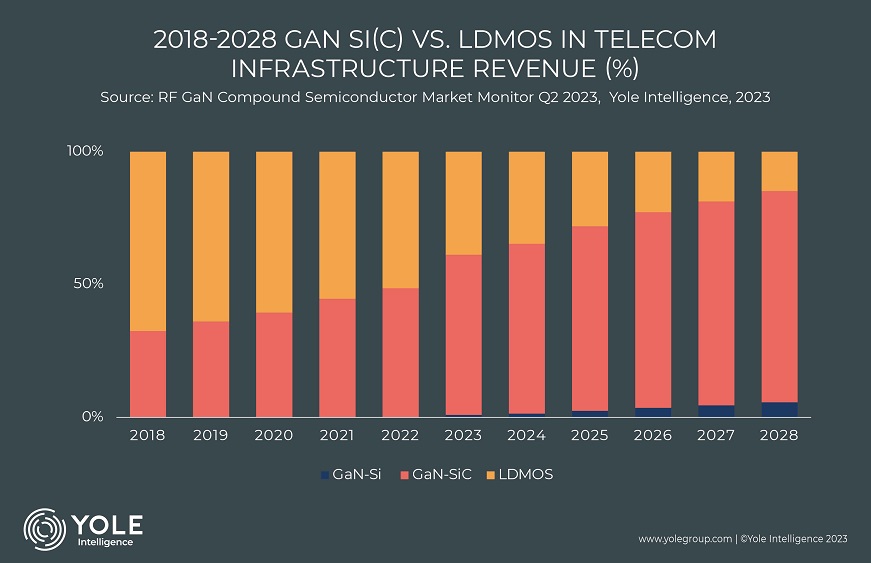 2018-2028 GAN SI(C) VS. LDMOS IN TELECOM
INFRASTRUCTURE REVENUE (%)
Source: RF GaN Compound Semiconductor Market Monitor Q2 2023, Yole Intelligence, 2023
100%
50%
0%
2018 2019 2020 2021 2022 2023 2024 2025 2026 2027 2028
GaN-Si GaN-SiC LDMOS
YOLE
Intelligence
www.yolegroup.com | ©Yole Intelligence 2023